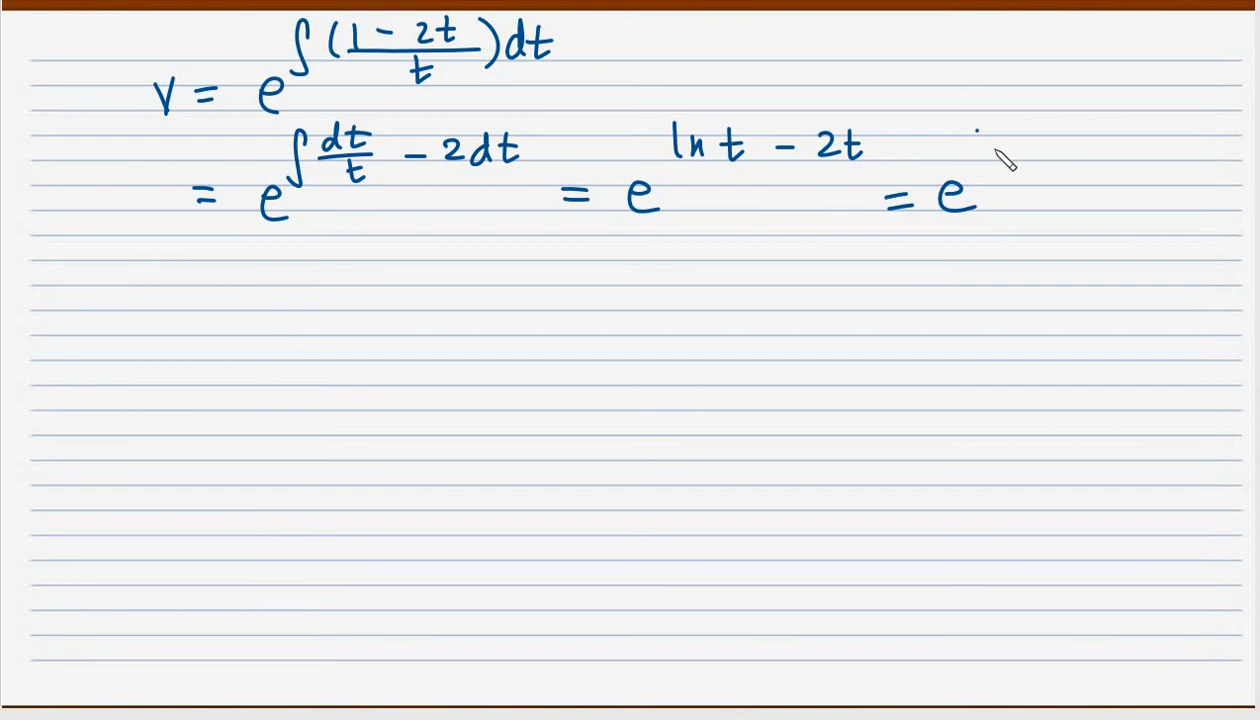 v = e^∫(1 - 2t / t)dt
= e^∫dt/t - 2dt = e^ln t - 2t = e